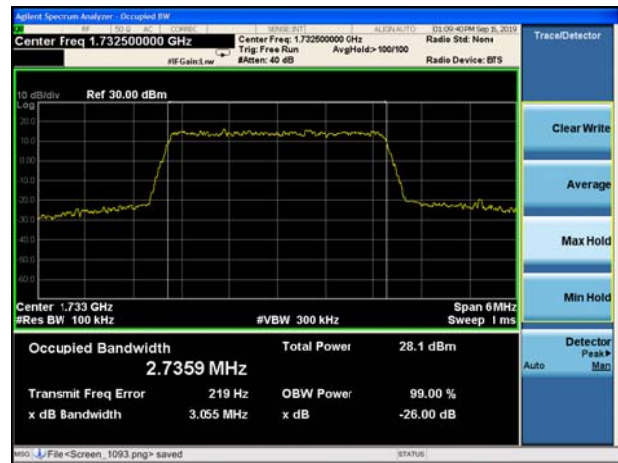 Agilent Spectrum Analyzer - Occupied BW
RF 50 Ω AC CORREC SENSE:INT ALIGN AUTO 01:09:40 PM Sep 15, 2019
Center Freq 1.732500000 GHz
Center Freq: 1.732500000 GHz
Radio Std: None
Trig: Free Run AvgHold:> 100/100
#IFGain:Low #Atten: 40 dB Radio Device: BTS
Trace/Detector
10 dB/div Ref 30.00 dBm
Log
20.0
10.0
0.00
-10.0
-20.0
-30.0
-40.0
-50.0
-60.0
Clear Write
Average
Max Hold
Min Hold
Center 1.733 GHz Span 6 MHz
#Res BW 100 kHz #VBW 300 kHz Sweep 1 ms
Detector
Peak▶
Auto Man
Occupied Bandwidth Total Power 28.1 dBm
2.7359 MHz
Transmit Freq Error 219 Hz OBW Power 99.00 %
x dB Bandwidth 3.055 MHz x dB -26.00 dB
MSG File <Screen_1093.png> saved STATUS